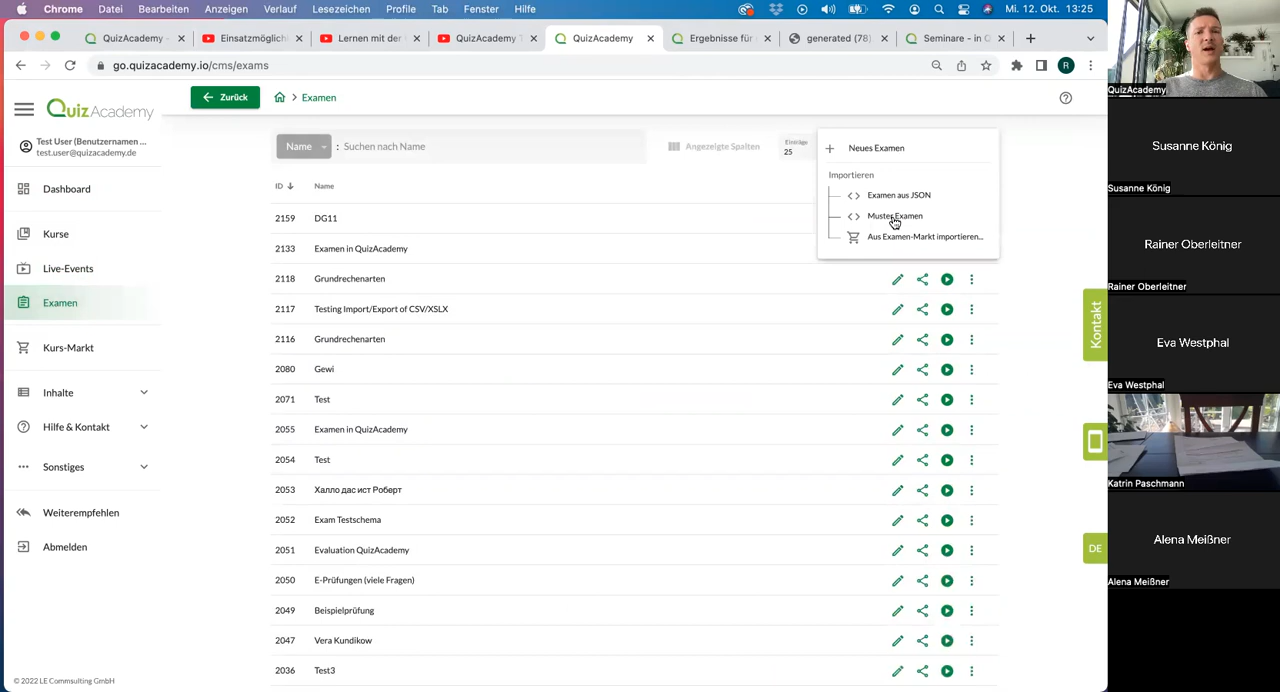 Chrome Datei Bearbeiten Ansicht Verlauf Lesezeichen Profile Tab Fenster Hilfe Mi. 12. Okt. 13:25
QuizAcademy –
Einsatzmöglich
Lernen mit der
QuizAcademy T
QuizAcademy
Ergebnisse für
generated (78)
Seminare - in Q
go.quizacademy.io/cms/exams
R
QuizAcademy
Test User (Benutzernamen ...
test.user@quizacademy.de
Dashboard
Kurse
Live-Events
Examen
Kurs-Markt
Inhalte
Hilfe & Kontakt
Sonstiges
Weiterempfehlen
Abmelden
© 2022 LE Commsulting GmbH
Zurück
Examen
Name : Suchen nach Name
Angezeigte Spalten
Einträge
25
Neues Examen
Importieren
Examen aus JSON
Muster Examen
Aus Examen-Markt importieren...
ID Name
2159 DG11
2133 Examen in QuizAcademy
2118 Grundrechenarten
2117 Testing Import/Export of CSV/XSLX
2116 Grundrechenarten
2080 Gewi
2071 Test
2055 Examen in QuizAcademy
2054 Test
2053 Халло дас ист Роберт
2052 Exam Testschema
2051 Evaluation QuizAcademy
2050 E-Prüfungen (viele Fragen)
2049 Beispielprüfung
2047 Vera Kundikow
2036 Test3
Kontakt
DE
QuizAcademy
Susanne König
Susanne König
Rainer Oberleitner
Rainer Oberleitner
Eva Westphal
Eva Westphal
Katrin Paschmann
Alena Meißner
Alena Meißner